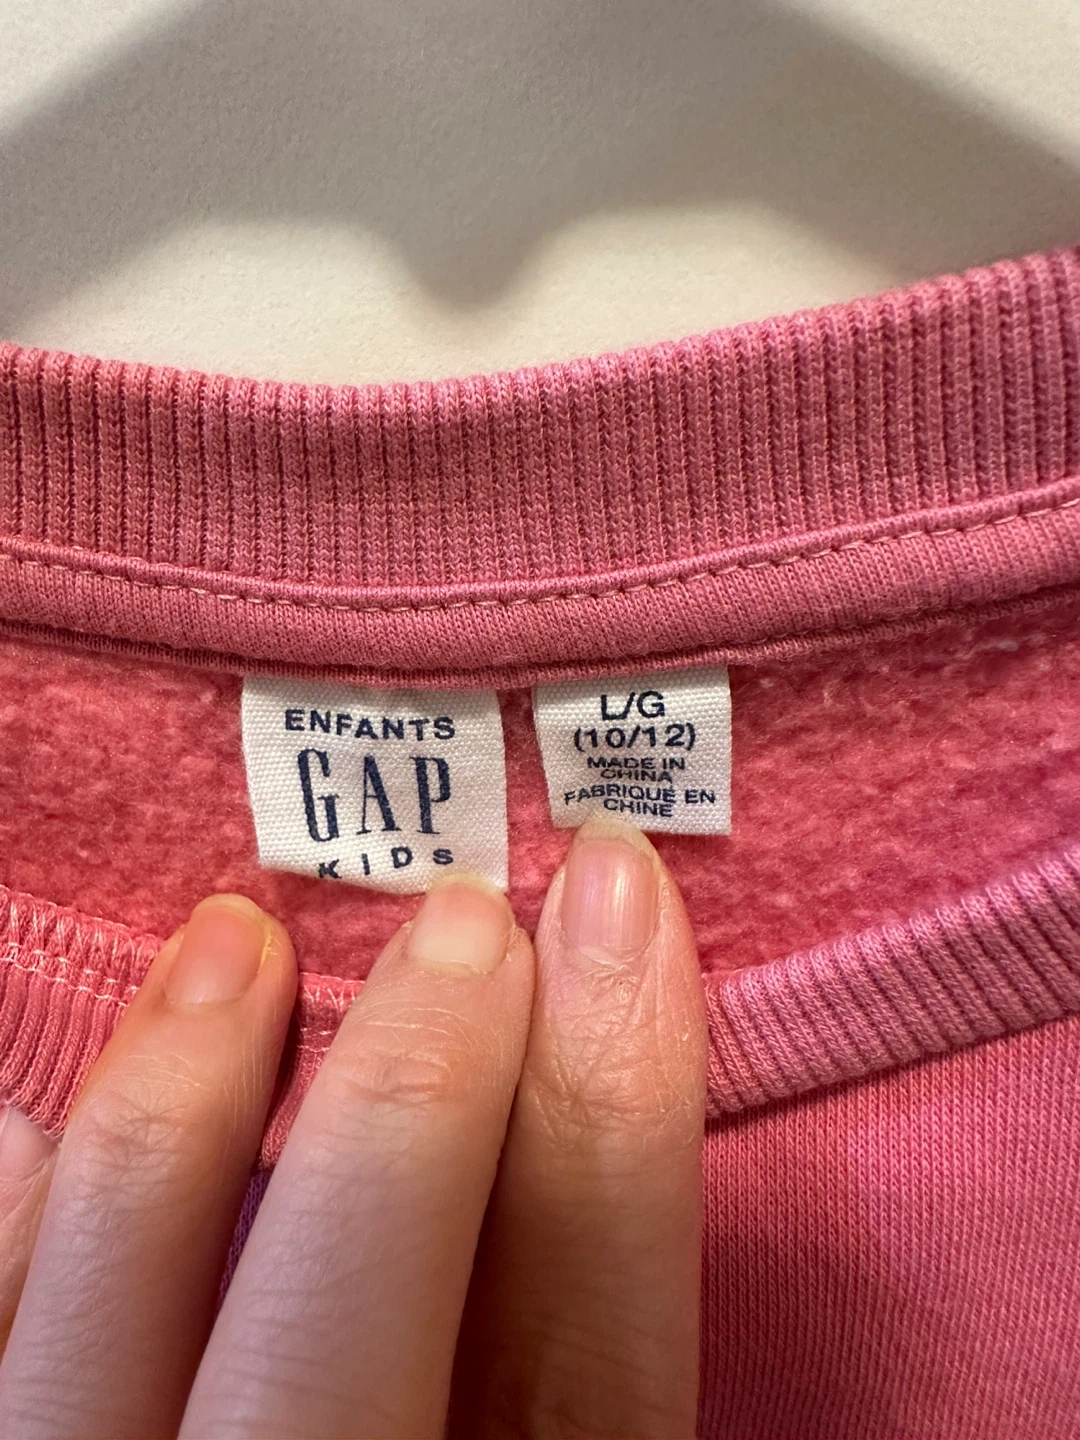 ENFANTS
GAP
KIDS
L/G
(10/12)
MADE IN
CHINA
FABRIQUÉ EN
CHINE